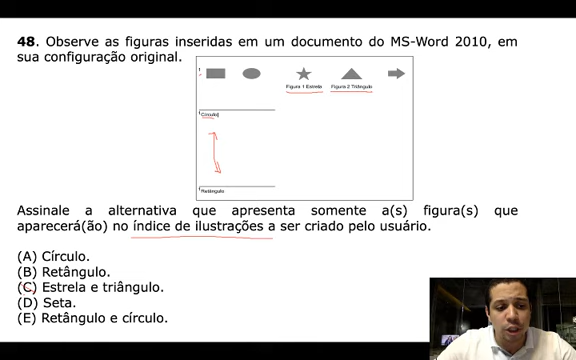 48. Observe as figuras inseridas em um documento do MS-Word 2010, em
sua configuração original.
Figura 1 Estrela
Figura 2 Triângulo
Círculo
Retângulo
Assinale a alternativa que apresenta somente a(s) figura(s) que
aparecerá(ão) no índice de ilustrações a ser criado pelo usuário.
(A) Círculo.
(B) Retângulo.
(C) Estrela e triângulo.
(D) Seta.
(E) Retângulo e círculo.